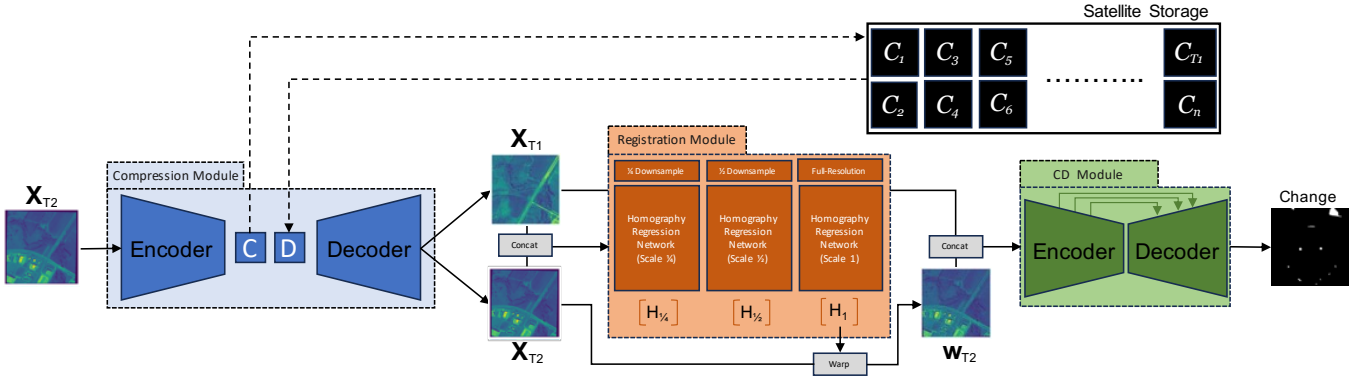 Satellite Storage
C1 C3 C5 ........... CT1
C2 C4 C6 Cn
Compression Module
XT2
Encoder C D Decoder
XT1
Concat
XT2
Registration Module
¼ Downsample ½ Downsample Full-Resolution
Homography Regression Network (Scale ¼)
Homography Regression Network (Scale ½)
Homography Regression Network (Scale 1)
[H¼] [H½] [H1]
Warp
Concat
WT2
CD Module
Encoder Decoder
Change